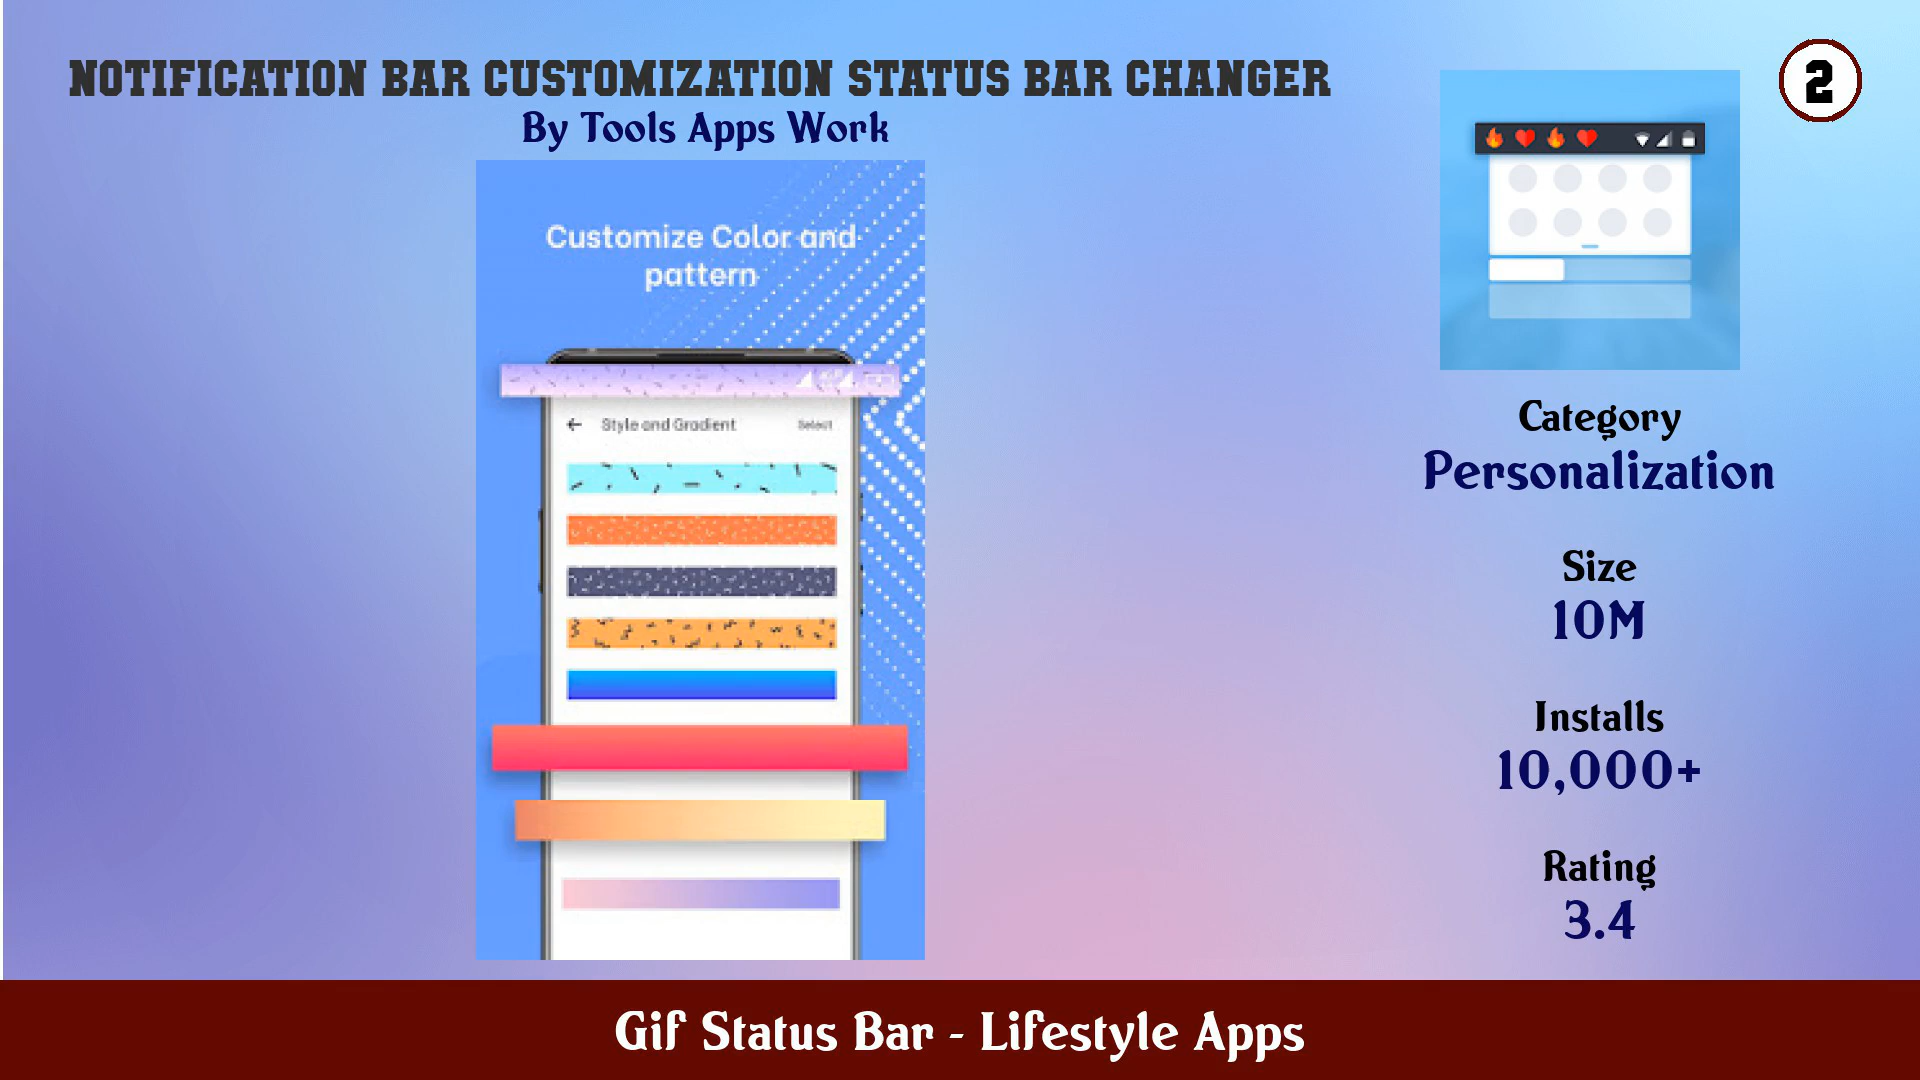 NOTIFICATION BAR CUSTOMIZATION STATUS BAR CHANGER
By Tools Apps Work
2
Customize Color and
pattern
Style and Gradient
Select
Category
Personalization
Size
10M
Installs
10,000+
Rating
3.4
Gif Status Bar - Lifestyle Apps